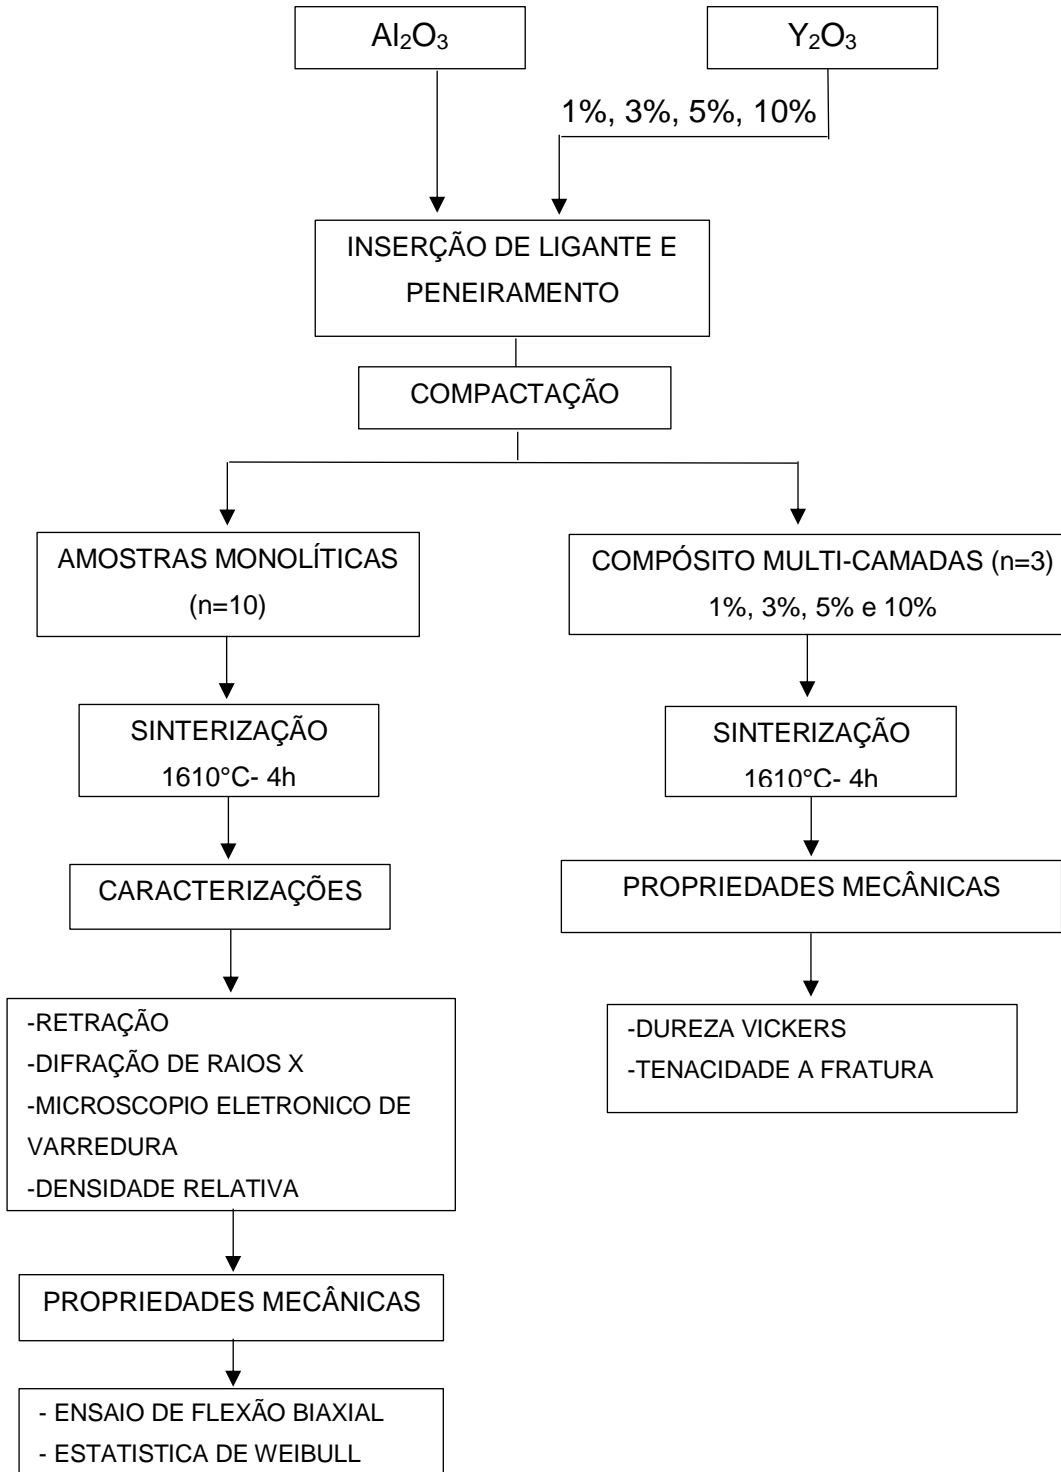 Al₂O₃
Y₂O₃
1%, 3%, 5%, 10%
INSERÇÃO DE LIGANTE E
PENEIRAMENTO
COMPACTAÇÃO
AMOSTRAS MONOLÍTICAS
(n=10)
COMPÓSITO MULTI-CAMADAS (n=3)
1%, 3%, 5% e 10%
SINTERIZAÇÃO
1610°C- 4h
SINTERIZAÇÃO
1610°C- 4h
CARACTERIZAÇÕES
PROPRIEDADES MECÂNICAS
-RETRAÇÃO
-DIFRAÇÃO DE RAIOS X
-MICROSCOPIO ELETRONICO DE
VARREDURA
-DENSIDADE RELATIVA
-DUREZA VICKERS
-TENACIDADE A FRATURA
PROPRIEDADES MECÂNICAS
- ENSAIO DE FLEXÃO BIAXIAL
- ESTATISTICA DE WEIBULL